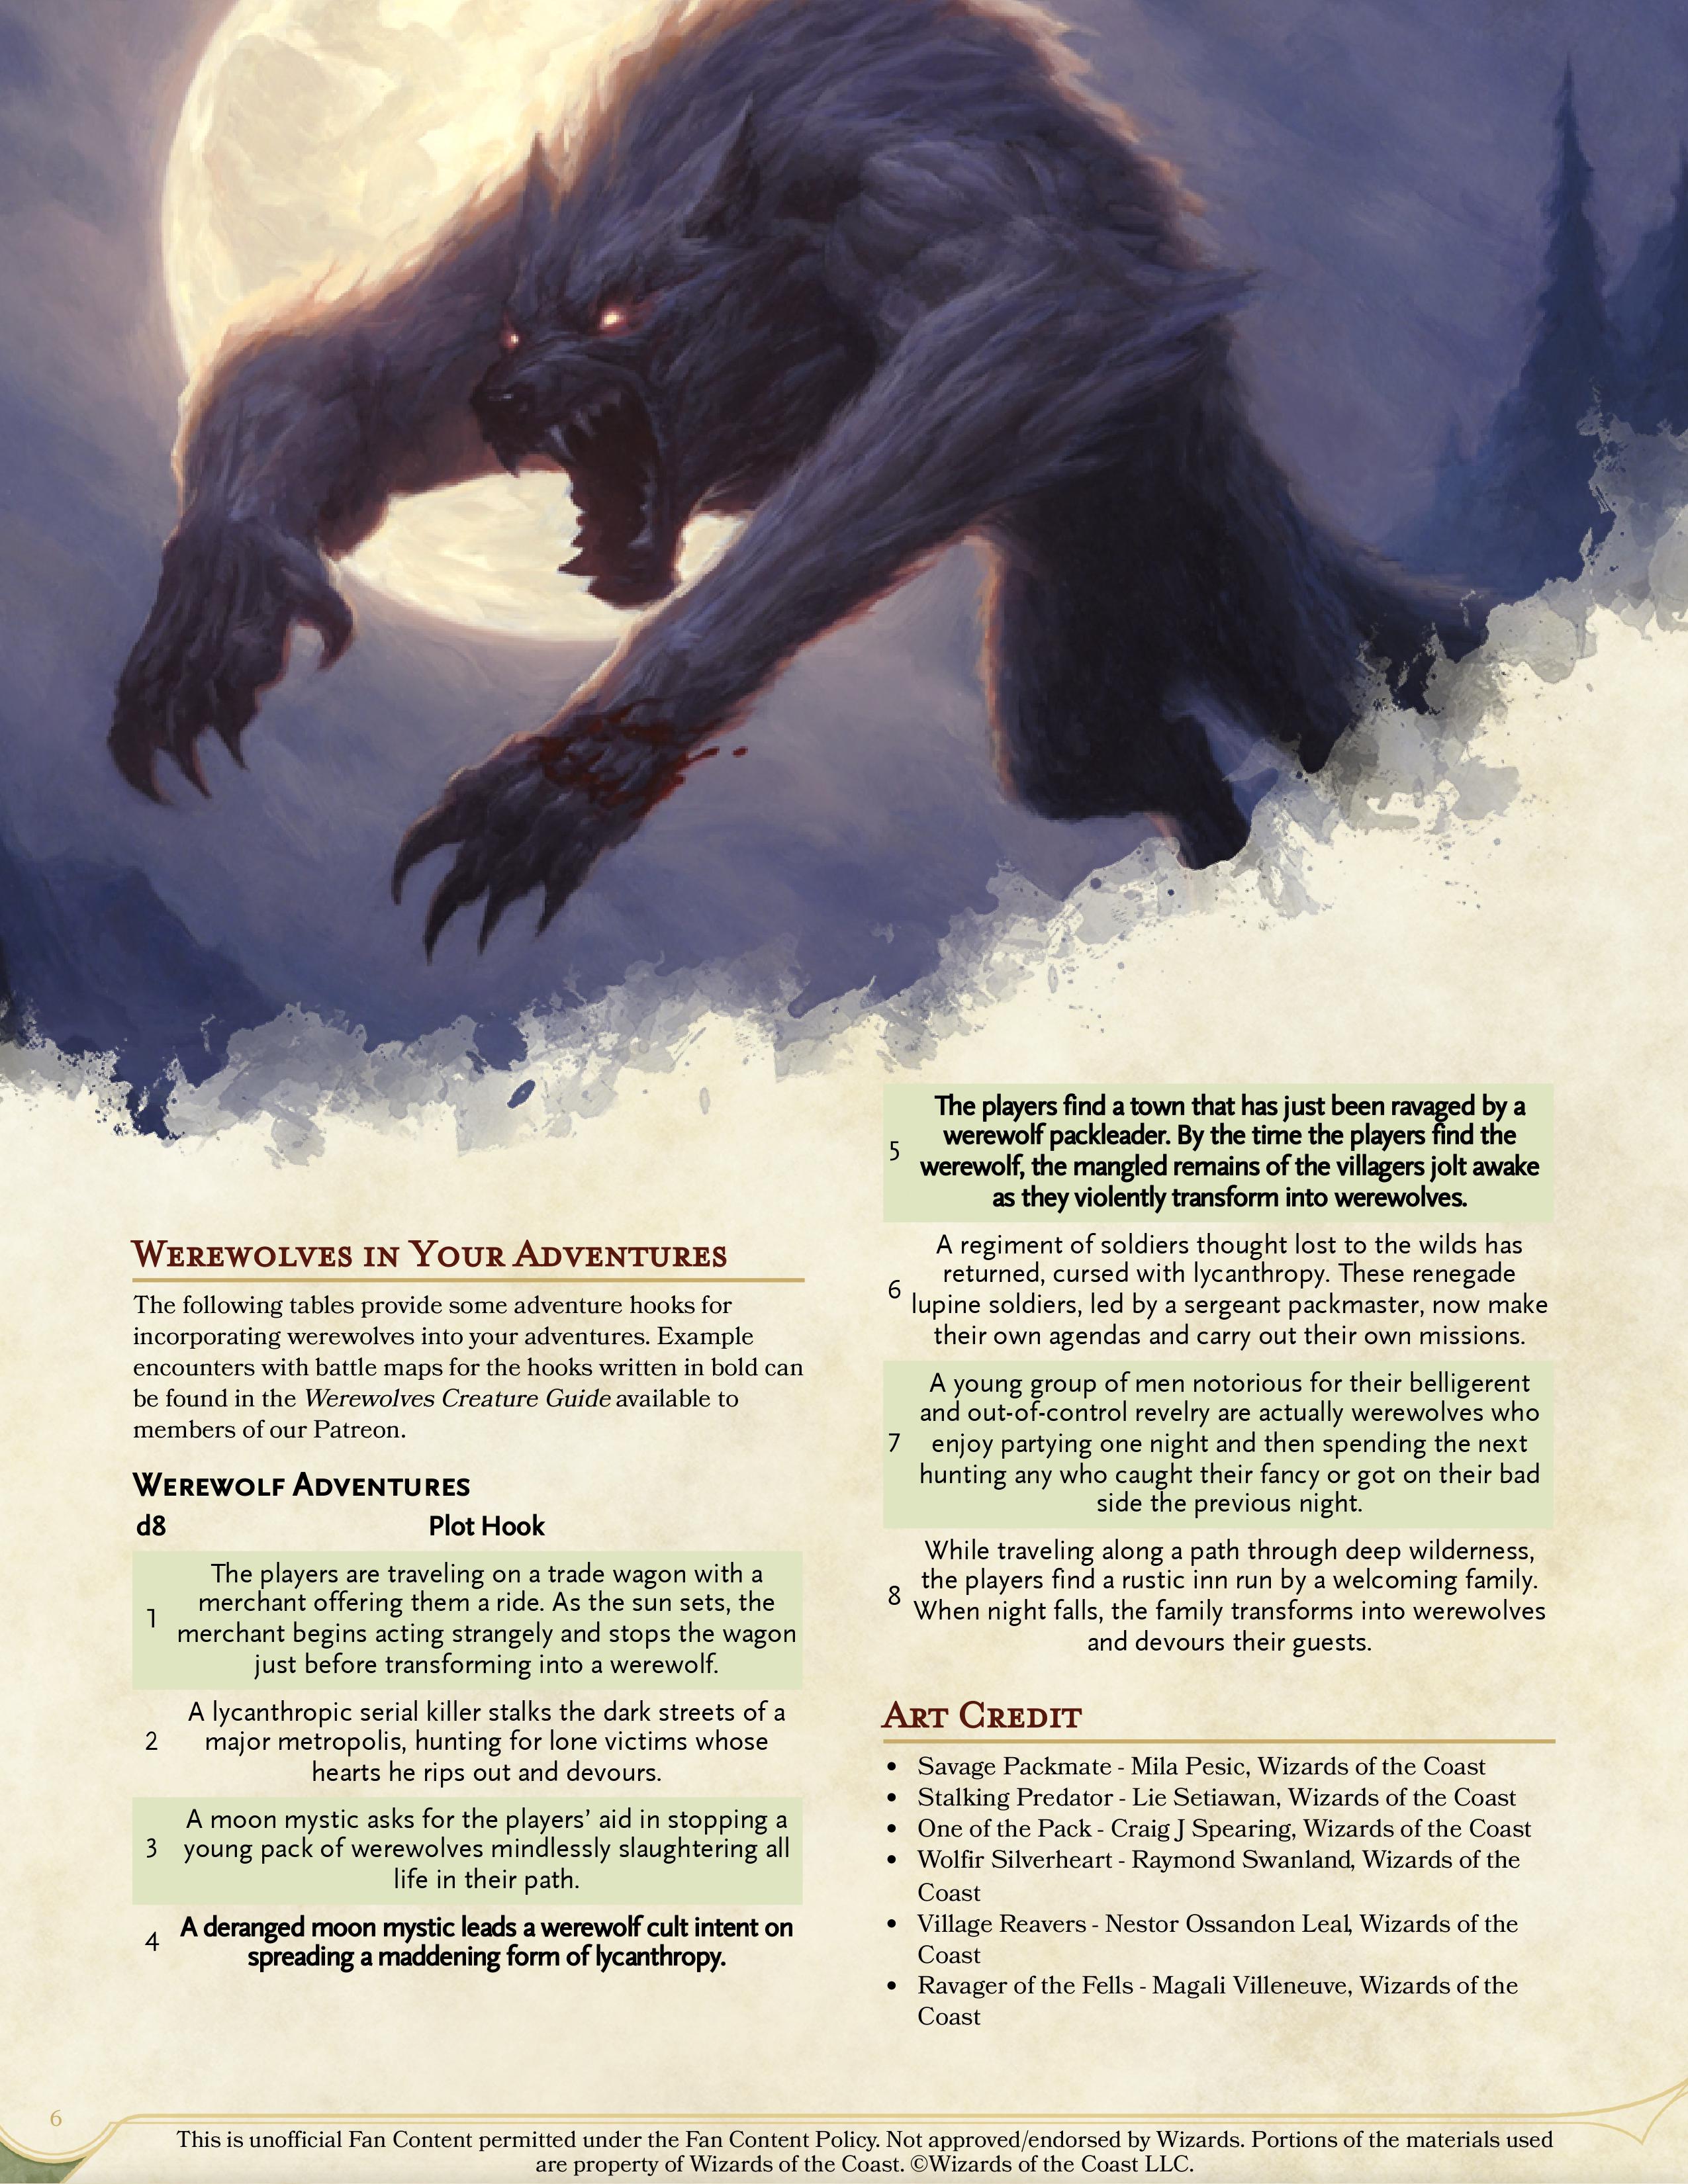 Werewolves in Your Adventures
The following tables provide some adventure hooks for
incorporating werewolves into your adventures. Example
encounters with battle maps for the hooks written in bold can
be found in the Werewolves Creature Guide available to
members of our Patreon.
Werewolf Adventures
d8 Plot Hook
The players are traveling on a trade wagon with a
merchant offering them a ride. As the sun sets, the
1
merchant begins acting strangely and stops the wagon
just before transforming into a werewolf.
A lycanthropic serial killer stalks the dark streets of a
2 major metropolis, hunting for lone victims whose
hearts he rips out and devours.
A moon mystic asks for the players’ aid in stopping a
3 young pack of werewolves mindlessly slaughtering all
life in their path.
4 A deranged moon mystic leads a werewolf cult intent on
spreading a maddening form of lycanthropy.
The players find a town that has just been ravaged by a
werewolf packleader. By the time the players find the
5
werewolf, the mangled remains of the villagers jolt awake
as they violently transform into werewolves.
A regiment of soldiers thought lost to the wilds has
returned, cursed with lycanthropy. These renegade
6
lupine soldiers, led by a sergeant packmaster, now make
their own agendas and carry out their own missions.
A young group of men notorious for their belligerent
and out-of-control revelry are actually werewolves who
7 enjoy partying one night and then spending the next
hunting any who caught their fancy or got on their bad
side the previous night.
While traveling along a path through deep wilderness,
the players find a rustic inn run by a welcoming family.
8
When night falls, the family transforms into werewolves
and devours their guests.
Art Credit
• Savage Packmate - Mila Pesic, Wizards of the Coast
• Stalking Predator - Lie Setiawan, Wizards of the Coast
• One of the Pack - Craig J Spearing, Wizards of the Coast
• Wolfir Silverheart - Raymond Swanland, Wizards of the
Coast
• Village Reavers - Nestor Ossandon Leal, Wizards of the
Coast
• Ravager of the Fells - Magali Villeneuve, Wizards of the
Coast
6
This is unofficial Fan Content permitted under the Fan Content Policy. Not approved/endorsed by Wizards. Portions of the materials used
are property of Wizards of the Coast. ©Wizards of the Coast LLC.